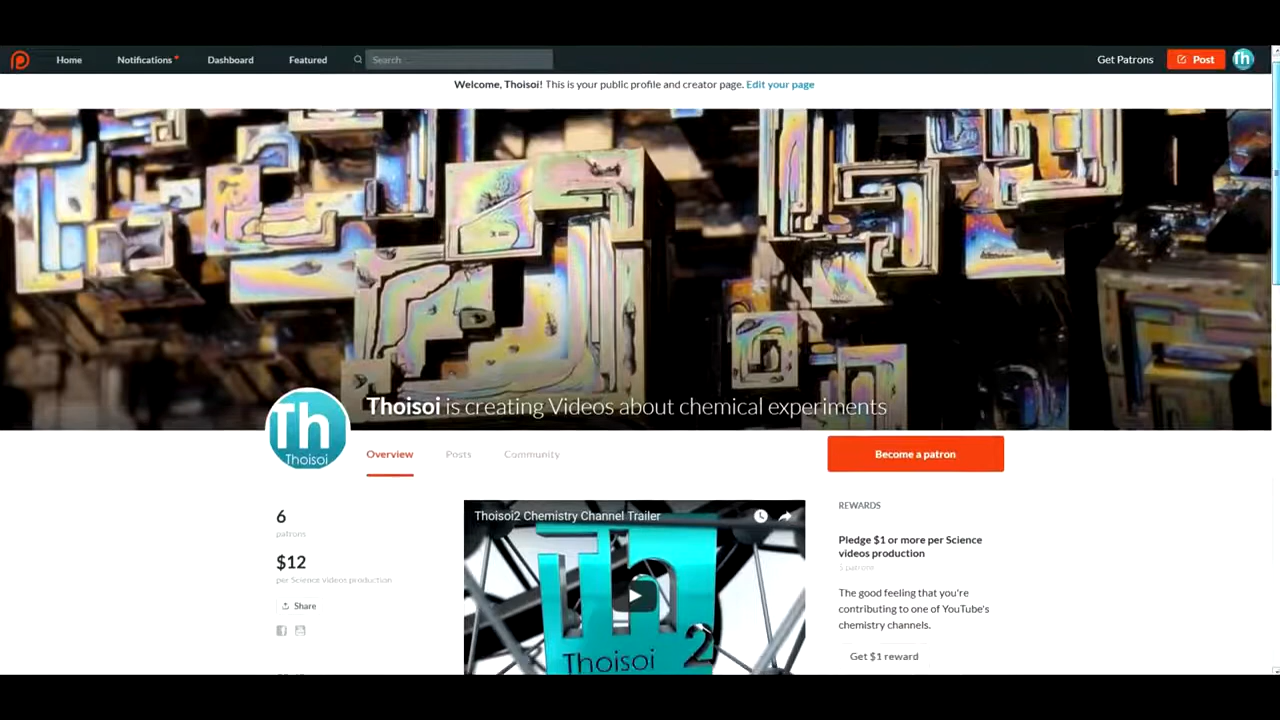 Home Notifications Dashboard Featured Search ... Get Patrons Post Th
Welcome, Thoisoi! This is your public profile and creator page. Edit your page
Thoisoi is creating Videos about chemical experiments
Th
Thoisoi
Overview Posts Community
Become a patron
6
patrons
$12
per Science videos production
Share
Thoisoi2 Chemistry Channel Trailer
Th
Thoisoi 2
REWARDS
Pledge $1 or more per Science
videos production
The good feeling that you're
contributing to one of YouTube's
chemistry channels.
Get $1 reward